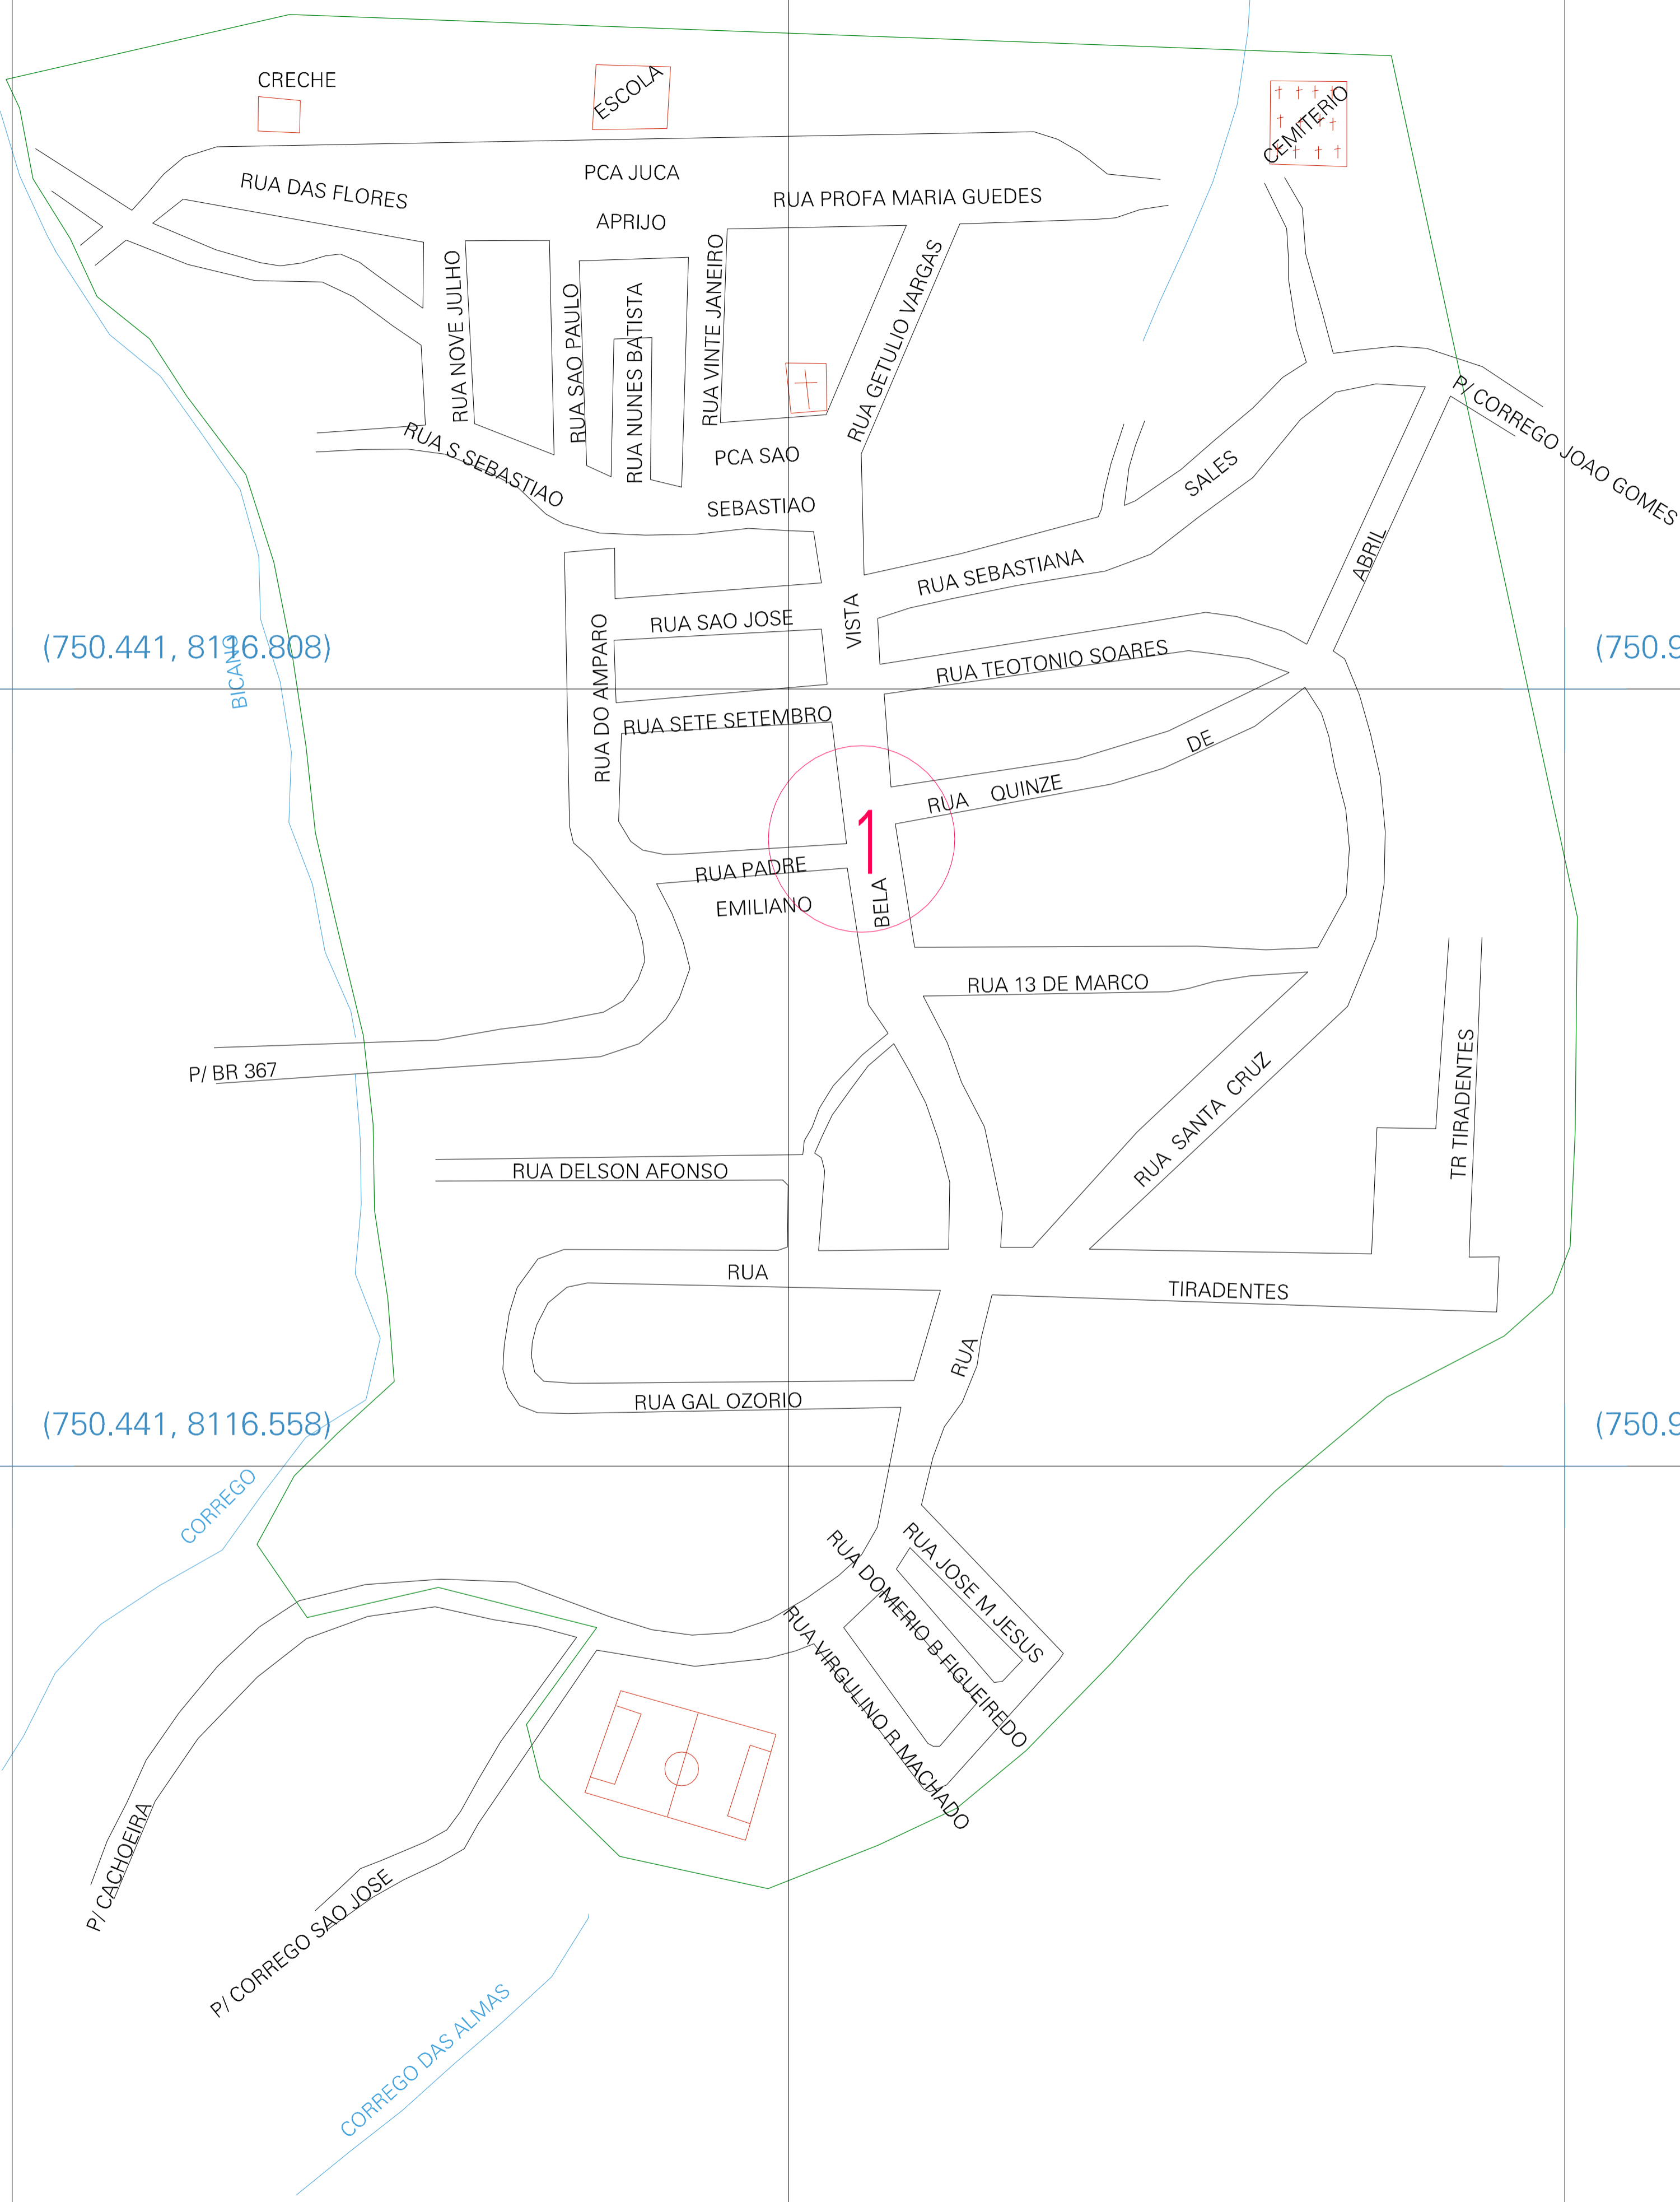 CRECHE
ESCOLA
CEMITERIO
RUA DAS FLORES
PCA JUCA
APRIJO
RUA PROFA MARIA GUEDES
RUA NOVE JULHO
RUA SAO PAULO
RUA NUNES BATISTA
RUA VINTE JANEIRO
RUA GETULIO VARGAS
RUA S SEBASTIAO
PCA SAO
SEBASTIAO
SALES
P/ CORREGO JOAO GOMES
ABRIL
RUA SEBASTIANA
RUA SAO JOSE
VISTA
(750.441, 8116.808)
(750.9
BICANO
RUA DO AMPARO
RUA TEOTONIO SOARES
RUA SETE SETEMBRO
DE
RUA QUINZE
1
RUA PADRE
EMILIANO
BELA
RUA 13 DE MARCO
P/ BR 367
RUA SANTA CRUZ
TR TIRADENTES
RUA DELSON AFONSO
RUA
TIRADENTES
RUA
RUA GAL OZORIO
(750.441, 8116.558)
(750.9
CORREGO
RUA JOSE M JESUS
RUA DOMERIO B FIGUEIREDO
RUA VIRGULINO R MACHADO
P/ CACHOEIRA
P/ CORREGO SAO JOSE
CORREGO DAS ALMAS